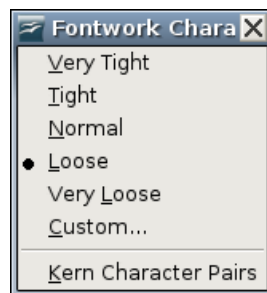 Fontwork Chara
Very Tight
Tight
Normal
Loose
Very Loose
Custom...
Kern Character Pairs